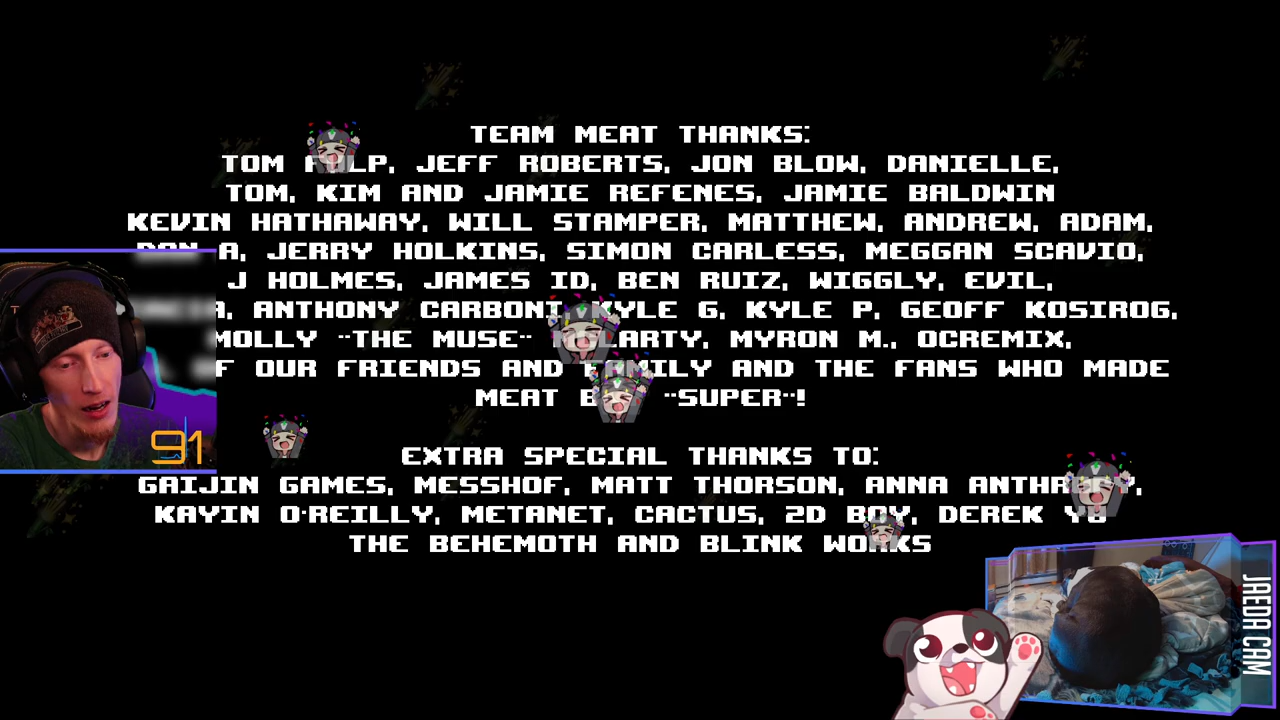 TEAM MEAT THANKS:
TOM LP, JEFF ROBERTS, JON BLOW, DANIELLE,
TOM, KIM AND JAMIE REFENES, JAMIE BALDWIN
KEVIN HATHAWAY, WILL STAMPER, MATTHEW, ANDREW, ADAM,
A, JERRY HOLKINS, SIMON CARLESS, MEGGAN SCAVIO,
J HOLMES, JAMES ID, BEN RUIZ, WIGGLY, EVIL,
ANTHONY CARBONI, KYLE G, KYLE P, GEOFF KOSIROG,
MOLLY "THE MUSE" MYRON M., OCREMIX,
OF OUR FRIENDS AND FAMILY AND THE FANS WHO MADE
MEAT "SUPER"!
EXTRA SPECIAL THANKS TO:
GAIJIN GAMES, MESSHOF, MATT THORSON, ANNA
KAYIN O'REILLY, METANET, CACTUS, 2D BOY, DEREK
THE BEHEMOTH AND BLINK WORKS
91
JAEDA CAM